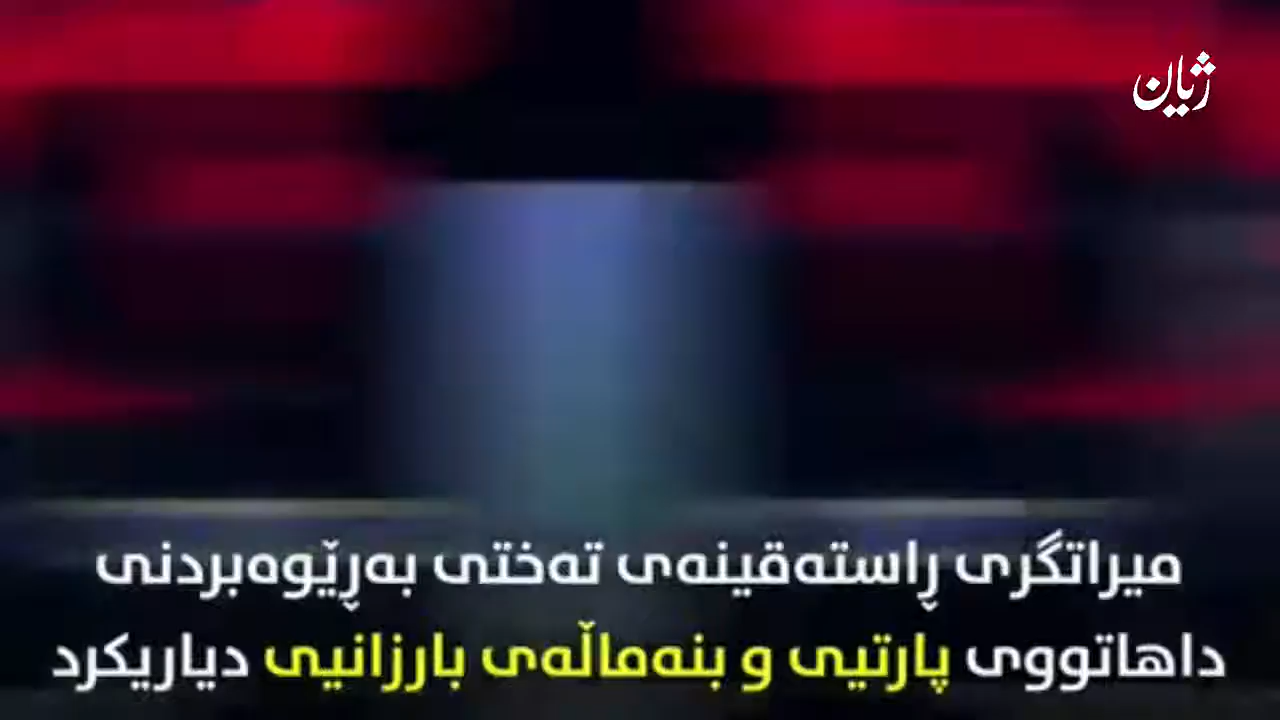 ژیان
میراتگری ڕاستەقینەی تەختی بەڕێوەبردنی
داهاتووی پارتیی و بنەماڵەی بارزانیی دیاریکرد